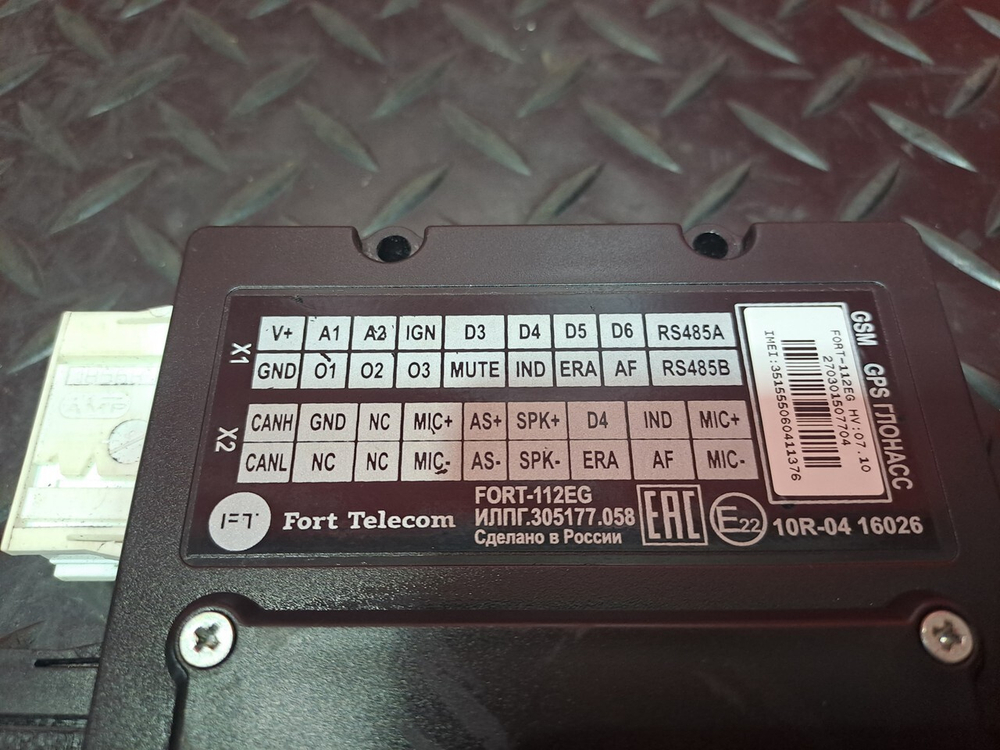 X1
V+ A1 A2 IGN D3 D4 D5 D6 RS485A
GND O1 O2 O3 MUTE IND ERA AF RS485B
X2
CANH GND NC MIC+ AS+ SPK+ D4 IND MIC+
CANL NC NC MIC- AS- SPK- ERA AF MIC-
Fort Telecom
FORT-112EG
ИЛПГ.305177.058
Сделано в России
EAC
E22
10R-04 16026
GSM GPS ГЛОНАСС
FORT-112EG HV:07.10
270301507704
IMEI:351555060411376